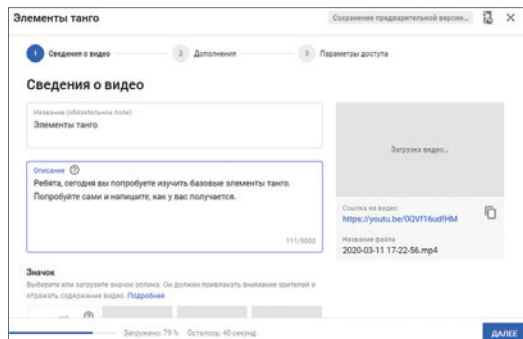 Элементы танго
Сохранение предварительной версии...
1 Сведения о видео
2 Дополнения
3 Параметры доступа
Сведения о видео
Название (обязательное поле)
Элементы танго
Описание
Ребята, сегодня вы попробуете изучить базовые элементы танго.
Попробуйте сами и напишите, как у вас получается.
111/5000
Загрузка видео...
Ссылка на видео
https://youtu.be/0QVf16udfHM
Название файла
2020-03-11 17-22-56.mp4
Значок
Выберите или загрузите значок ролика. Он должен привлекать внимание зрителей и
отражать содержание видео. Подробнее
Загружено: 79 % Осталось: 40 секунд
ДАЛЕЕ